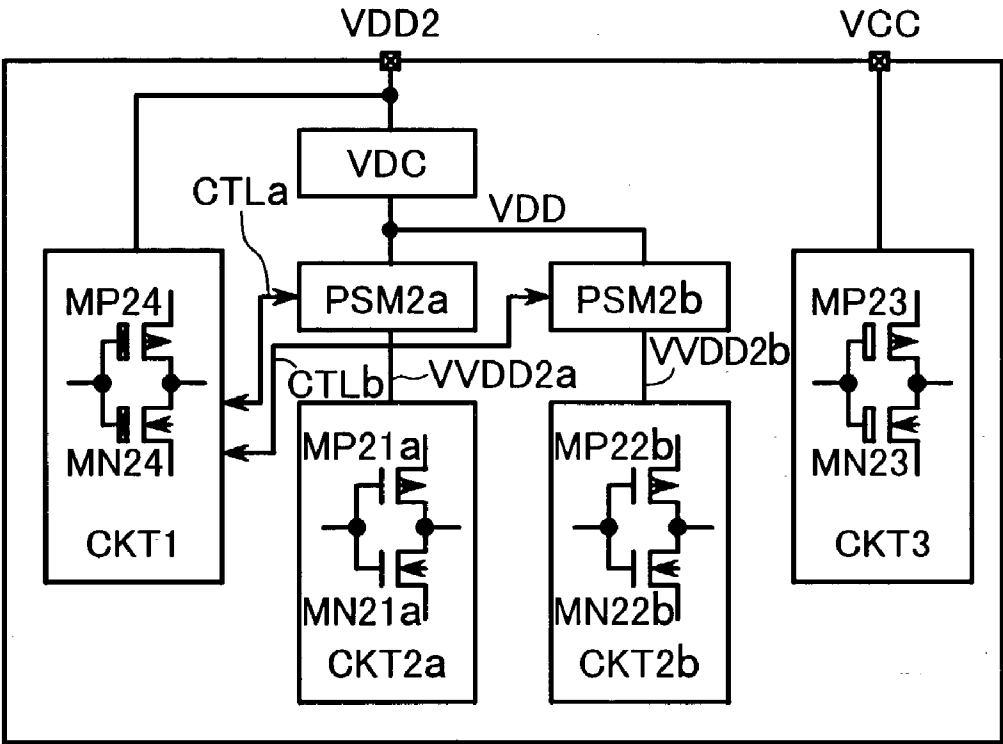 VDD2
VCC
VDC
CTLa
VDD
PSM2a
PSM2b
MP24
MP23
CTLb
VVDD2a
VVDD2b
MN24
MN23
MP21a
MP22b
CKT1
CKT3
MN21a
MN22b
CKT2a
CKT2b